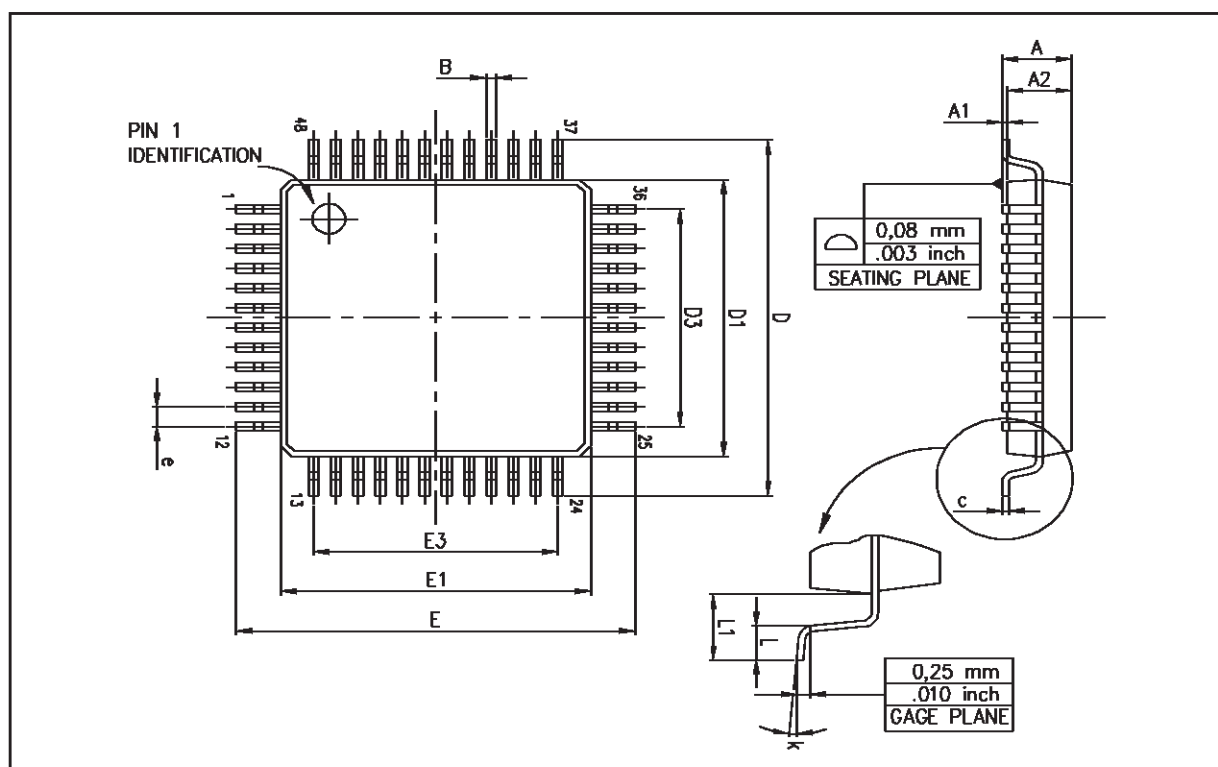 B
A
A2
A1
PIN 1
IDENTIFICATION
48
37
1
36
0,08 mm
.003 inch
SEATING PLANE
D3
D1
D
12
25
e
13
24
c
E3
E1
E
L1
L
0,25 mm
.010 inch
GAGE PLANE
k